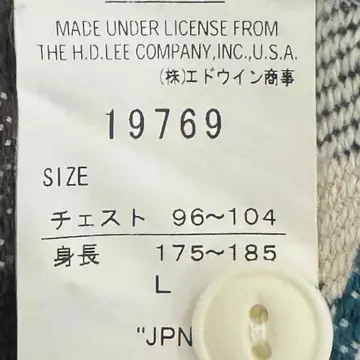 MADE UNDER LICENSE FROM
THE H.D.LEE COMPANY,INC.,U.S.A.
(株)エドウイン商事
19769
SIZE
チェスト 96〜104
身長 175〜185
L
"JPN